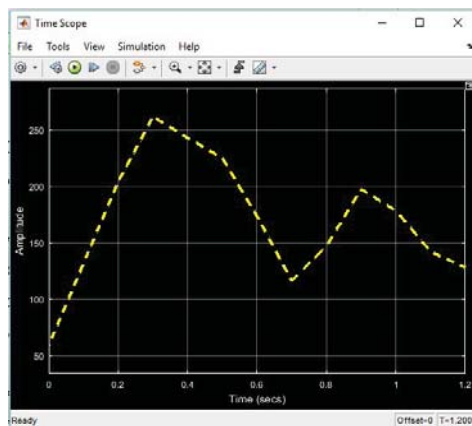 Time Scope
File Tools View Simulation Help
250
200
150
100
50
Amplitude
0 0.2 0.4 0.6 0.8 1 1.2
Time (secs)
Ready
Offset=0 T=1.200